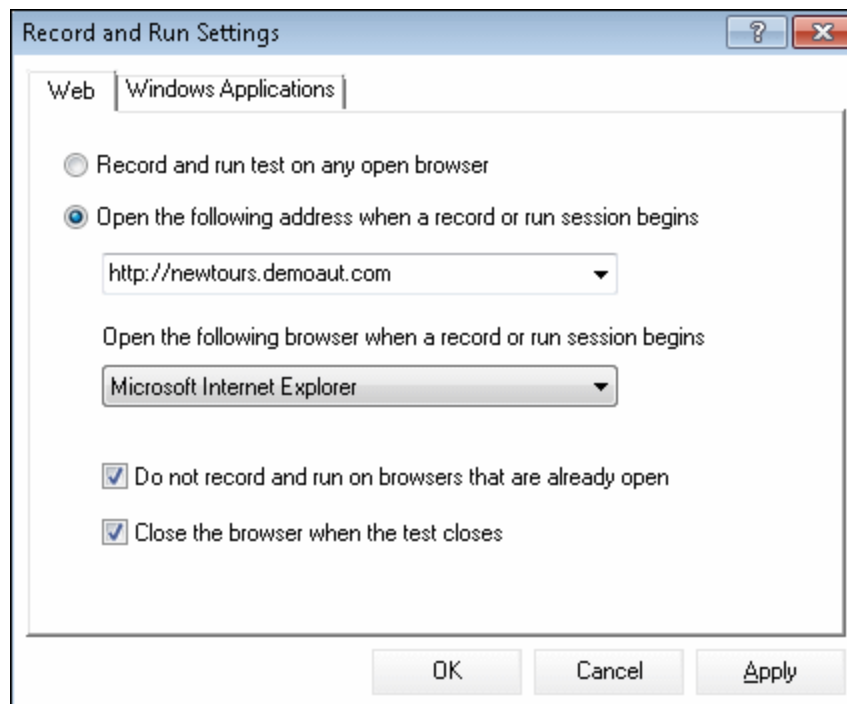 Record and Run Settings
?
Web
Windows Applications
Record and run test on any open browser
Open the following address when a record or run session begins
http://newtours.demoaut.com
Open the following browser when a record or run session begins
Microsoft Internet Explorer
Do not record and run on browsers that are already open
Close the browser when the test closes
OK
Cancel
Apply